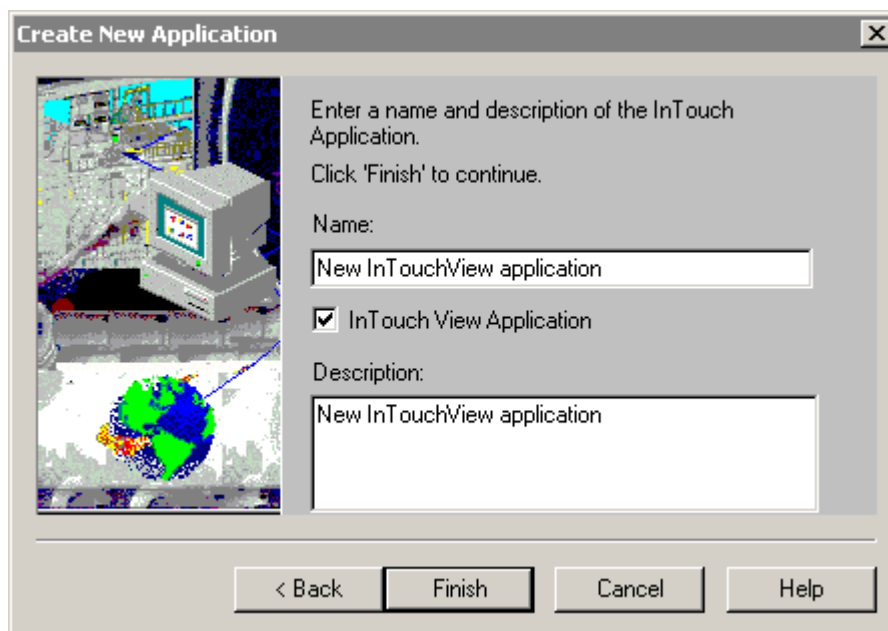 Create New Application
Enter a name and description of the InTouch
Application.
Click 'Finish' to continue.
Name:
New InTouchView application
InTouch View Application
Description:
New InTouchView application
< Back
Finish
Cancel
Help